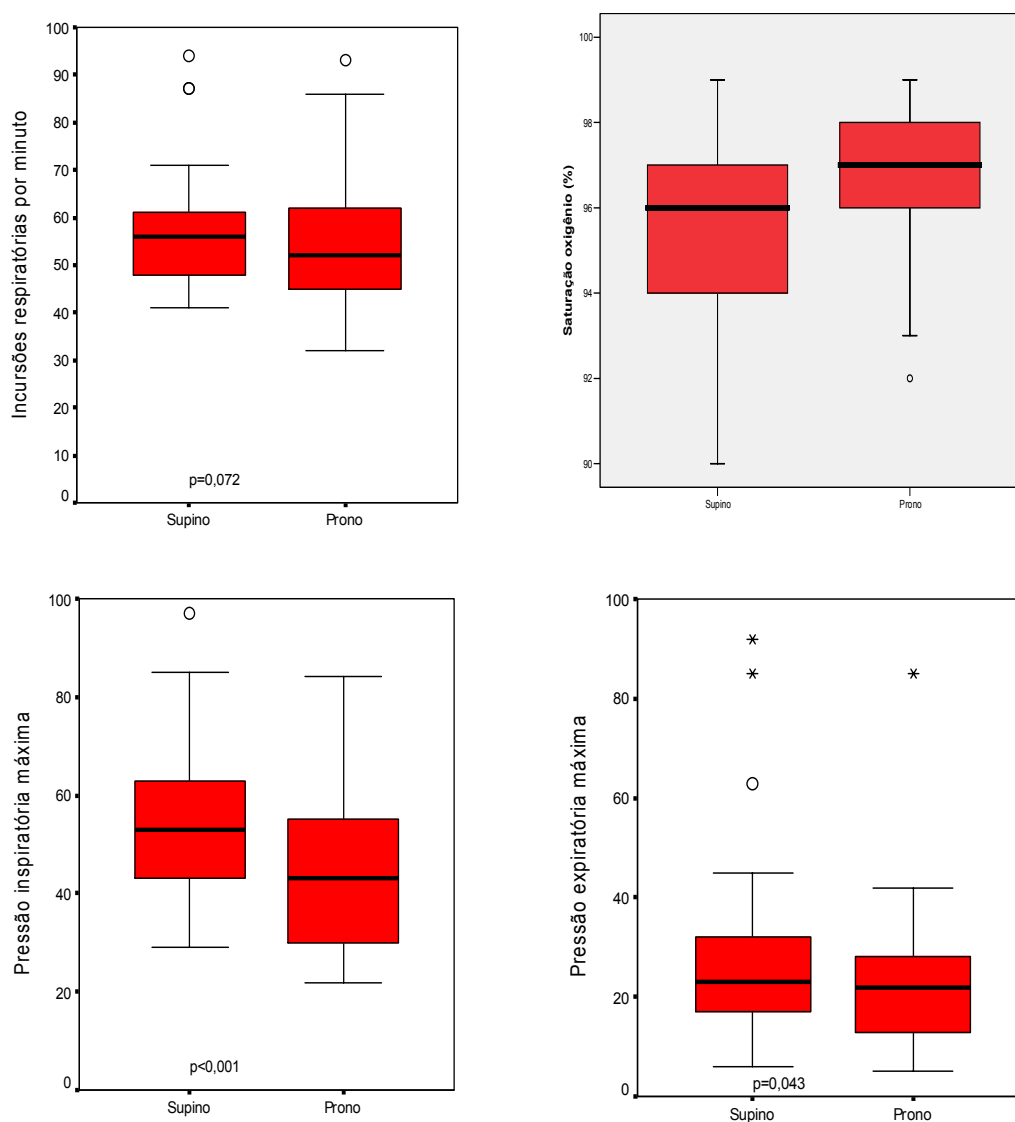 Incursões respiratórias por minuto
100
90
80
70
60
50
40
30
20
10
0
p=0,072
Supino
Prono
Saturação oxigênio (%)
100
98
96
94
92
90
Supino
Prono
Pressão inspiratória máxima
100
80
60
40
20
0
p<0,001
Supino
Prono
Pressão expiratória máxima
100
80
60
40
20
0
p=0,043
Supino
Prono